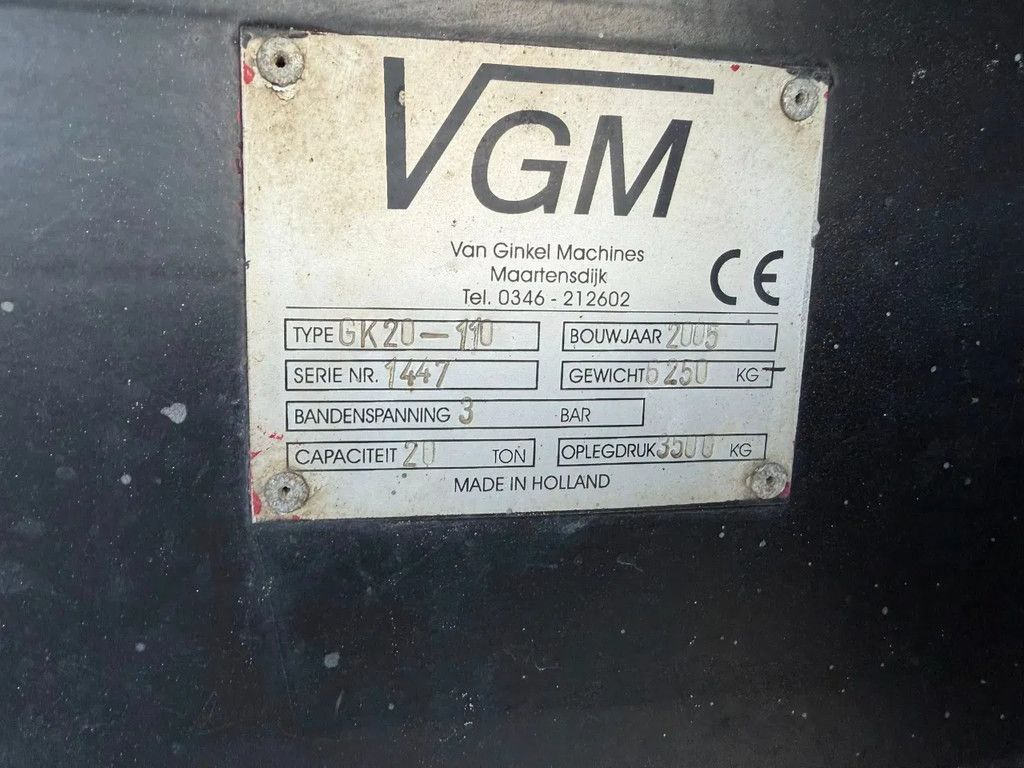 VGM
Van Ginkel Machines
Maartensdijk
Tel. 0346 - 212602
CE
TYPE GK20-110 BOUWJAAR 2005
SERIE NR. 1447 GEWICHT 6250 KG
BANDENSPANNING 3 BAR
CAPACITEIT 20 TON OPLEGDRUK 3500 KG
MADE IN HOLLAND